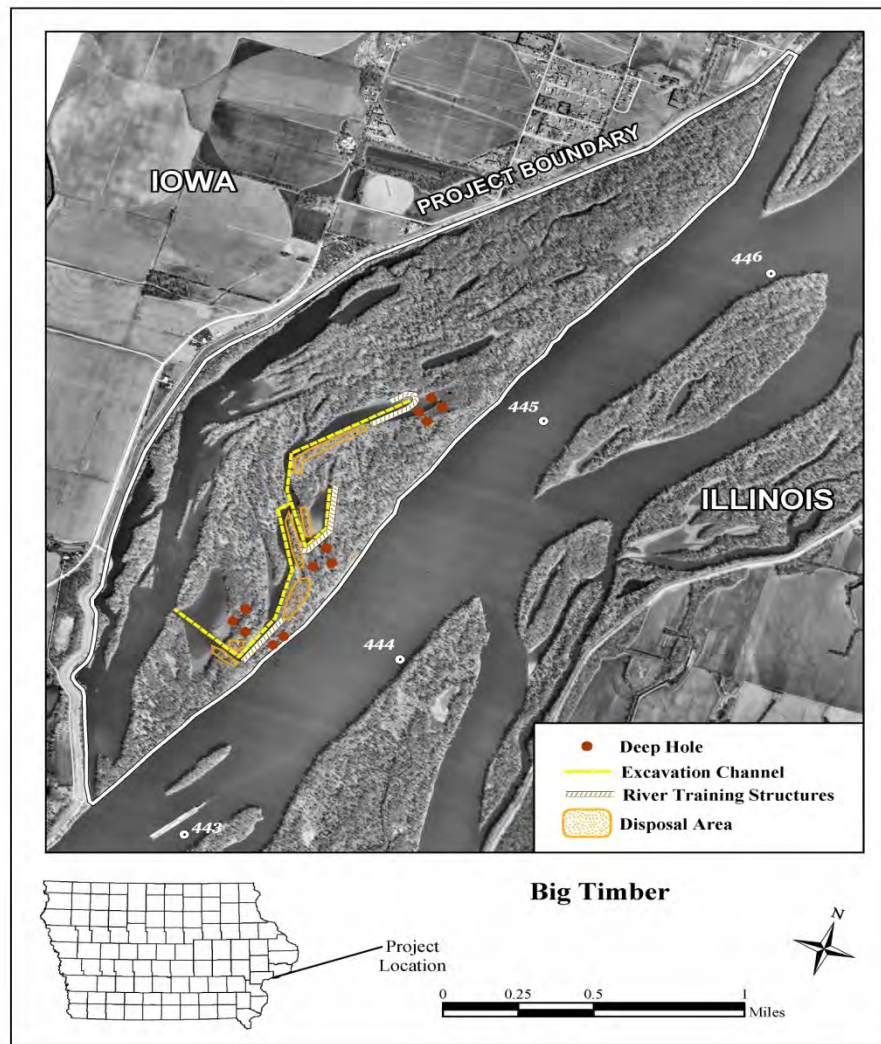 IOWA
PROJECT BOUNDARY
446
445
ILLINOIS
444
443
Deep Hole
Excavation Channel
River Training Structures
Disposal Area
Big Timber
N
Project
Location
0 0.25 0.5 1
Miles